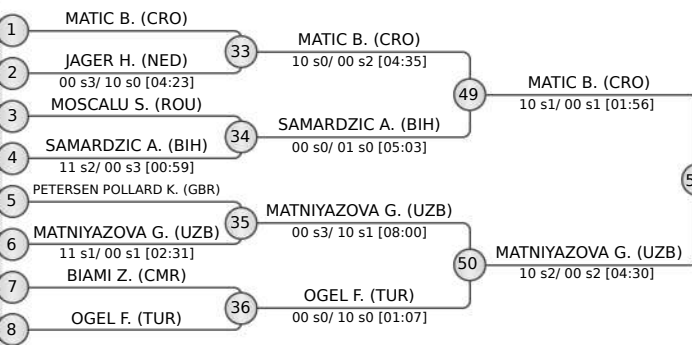 1
MATIC B. (CRO)
33
MATIC B. (CRO)
10 s0/ 00 s2 [04:35]
2
JAGER H. (NED)
00 s3/ 10 s0 [04:23]
49
MATIC B. (CRO)
10 s1/ 00 s1 [01:56]
3
MOSCALU S. (ROU)
34
SAMARDZIC A. (BIH)
00 s0/ 01 s0 [05:03]
4
SAMARDZIC A. (BIH)
11 s2/ 00 s3 [00:59]
5
PETERSEN POLLARD K. (GBR)
35
MATNIYAZOVA G. (UZB)
00 s3/ 10 s1 [08:00]
6
MATNIYAZOVA G. (UZB)
11 s1/ 00 s1 [02:31]
50
MATNIYAZOVA G. (UZB)
10 s2/ 00 s2 [04:30]
7
BIAMI Z. (CMR)
36
OGEL F. (TUR)
00 s0/ 10 s0 [01:07]
8
OGEL F. (TUR)